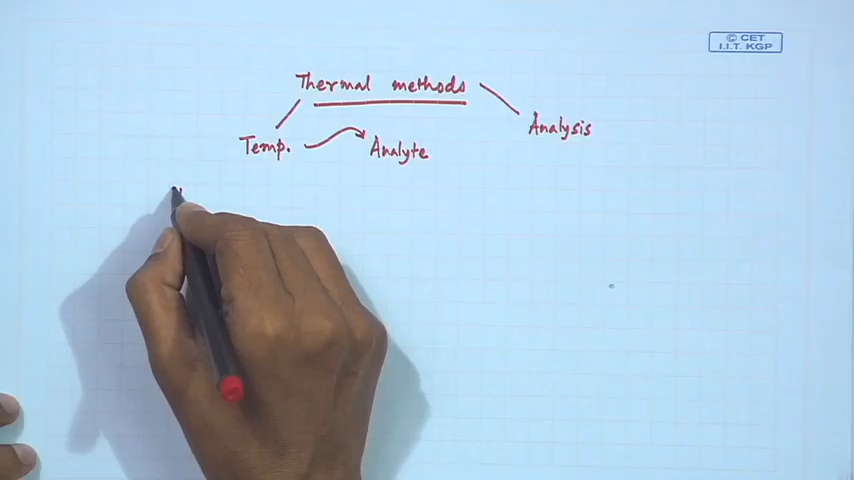 © CET
I.I.T. KGP
Thermal methods
Analysis
Temp. Analyte